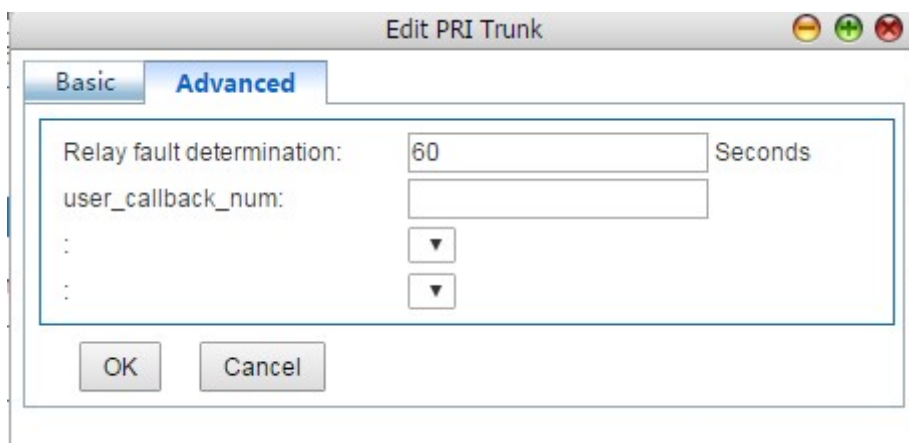 Edit PRI Trunk
Basic Advanced
Relay fault determination: 60 Seconds
user_callback_num:
: ▼
: ▼
OK Cancel